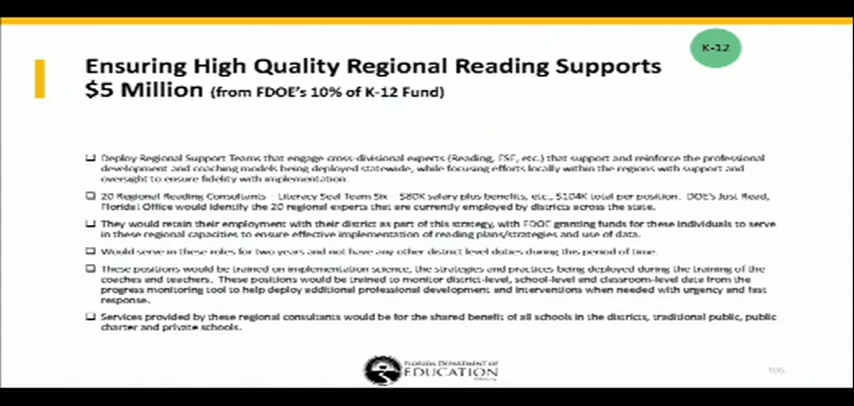 K-12
Ensuring High Quality Regional Reading Supports
$5 Million (from FDOE's 10% of K-12 Fund)
❑ Deploy Regional Support Teams that engage cross-divisional experts (Reading, ESE, etc.) that support and reinforce the professional
development and coaching models being deployed statewide, while focusing efforts locally within the regions with support and
oversight to ensure fidelity with implementation.
❑ 20 Regional Reading Consultants – Literacy Seal Team Six – $80K salary plus benefits, etc., $104K total per position. DOE's Just Read,
Florida! Office would identify the 20 regional experts that are currently employed by districts across the state.
❑ They would retain their employment with their district as part of this strategy, with FDOE granting funds for these individuals to serve
in these regional capacities to ensure effective implementation of reading plans/strategies and use of data.
❑ Would serve in these roles for two years and not have any other district level duties during this period of time.
❑ These positions would be trained on implementation science, the strategies and practices being deployed during the training of the
coaches and teachers. These positions would be trained to monitor district-level, school-level and classroom-level data from the
progress monitoring tool to help deploy additional professional development and interventions when needed with urgency and fast
response.
❑ Services provided by these regional consultants would be for the shared benefit of all schools in the districts, traditional public, public
charter and private schools.
FLORIDA DEPARTMENT OF
EDUCATION